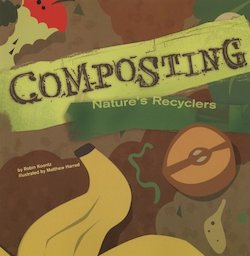 COMPOSTING
Nature's Recyclers
by Robin Koontz
illustrated by Matthew Harrad